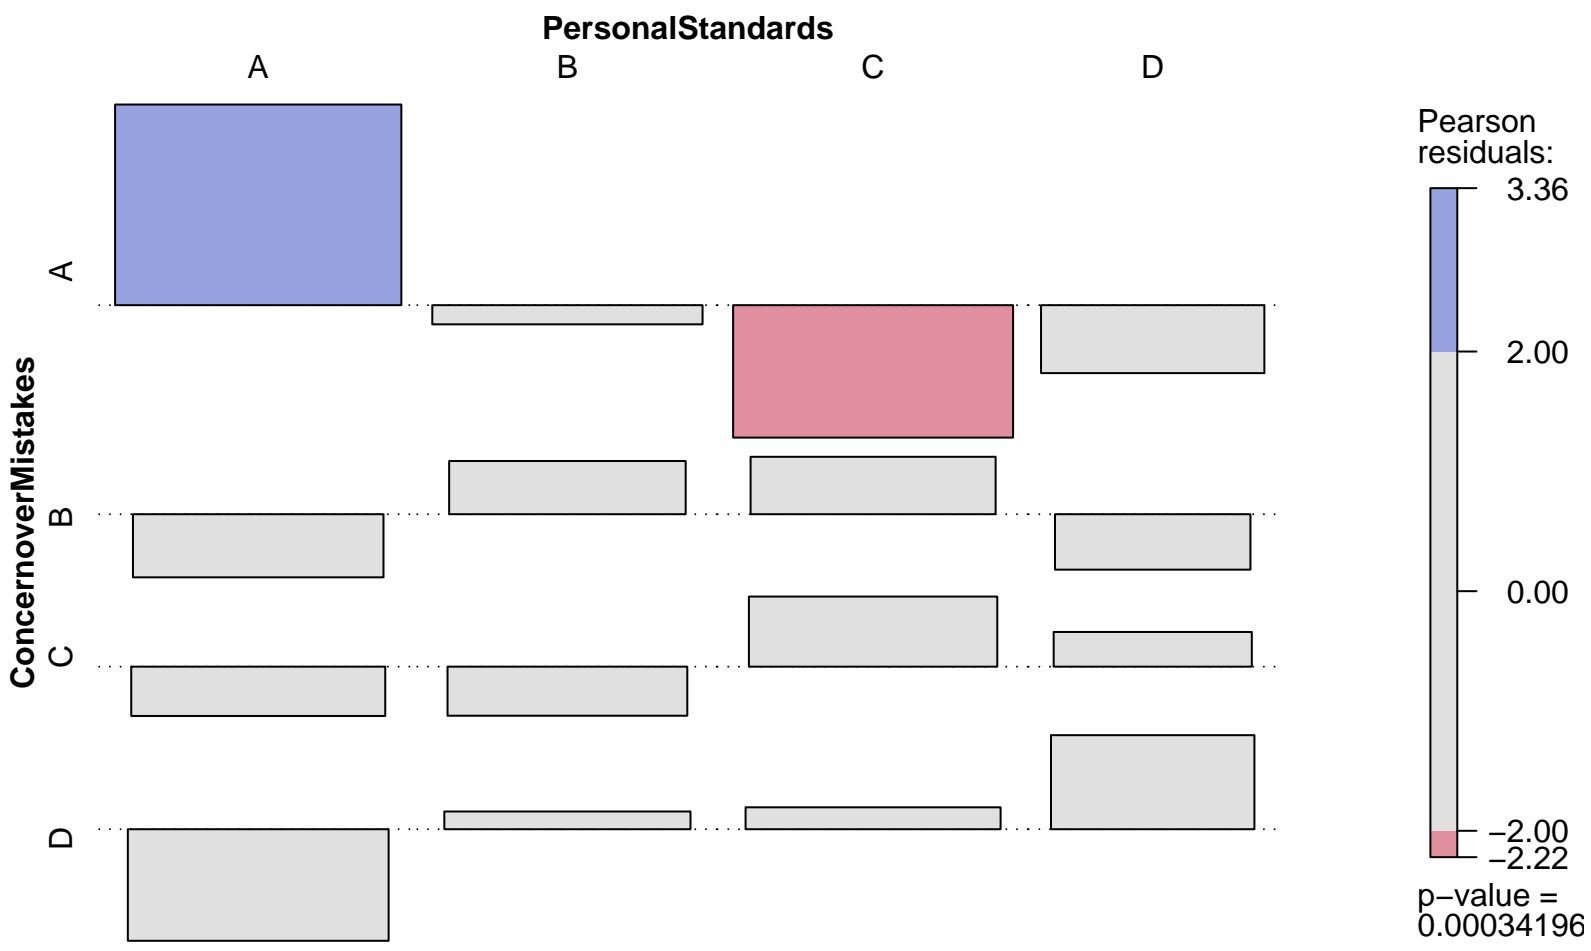 PersonalStandards
A B C D
ConcernoverMistakes
A
B
C
D
Pearson
residuals:
3.36
2.00
0.00
−2.00
−2.22
p−value =
0.00034196